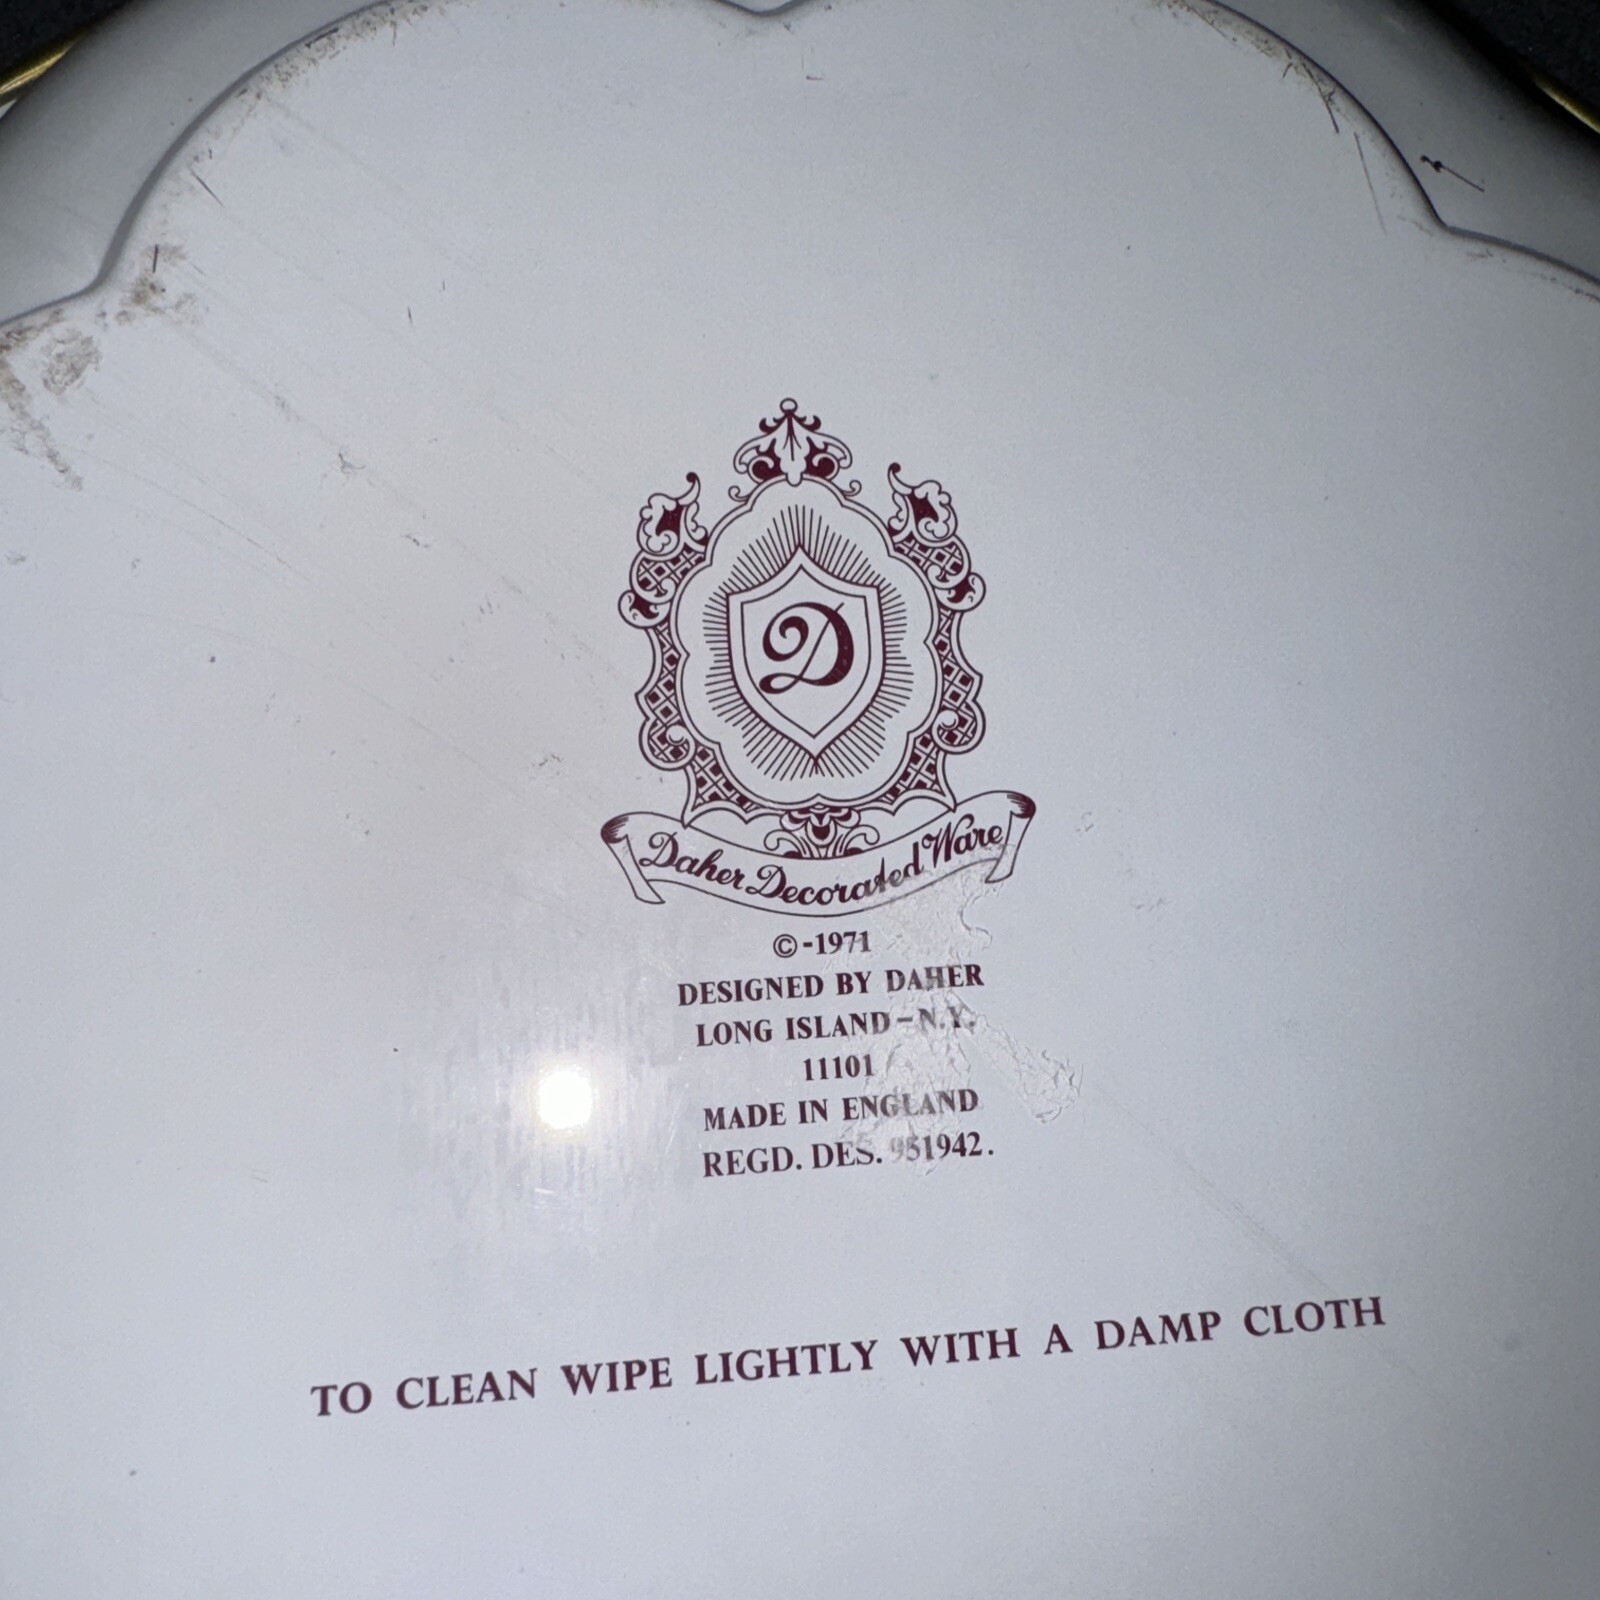 D
Daher Decorated Ware
©-1971
DESIGNED BY DAHER
LONG ISLAND-N.Y.
11101
MADE IN ENGLAND
REGD. DES. 951942.
TO CLEAN WIPE LIGHTLY WITH A DAMP CLOTH